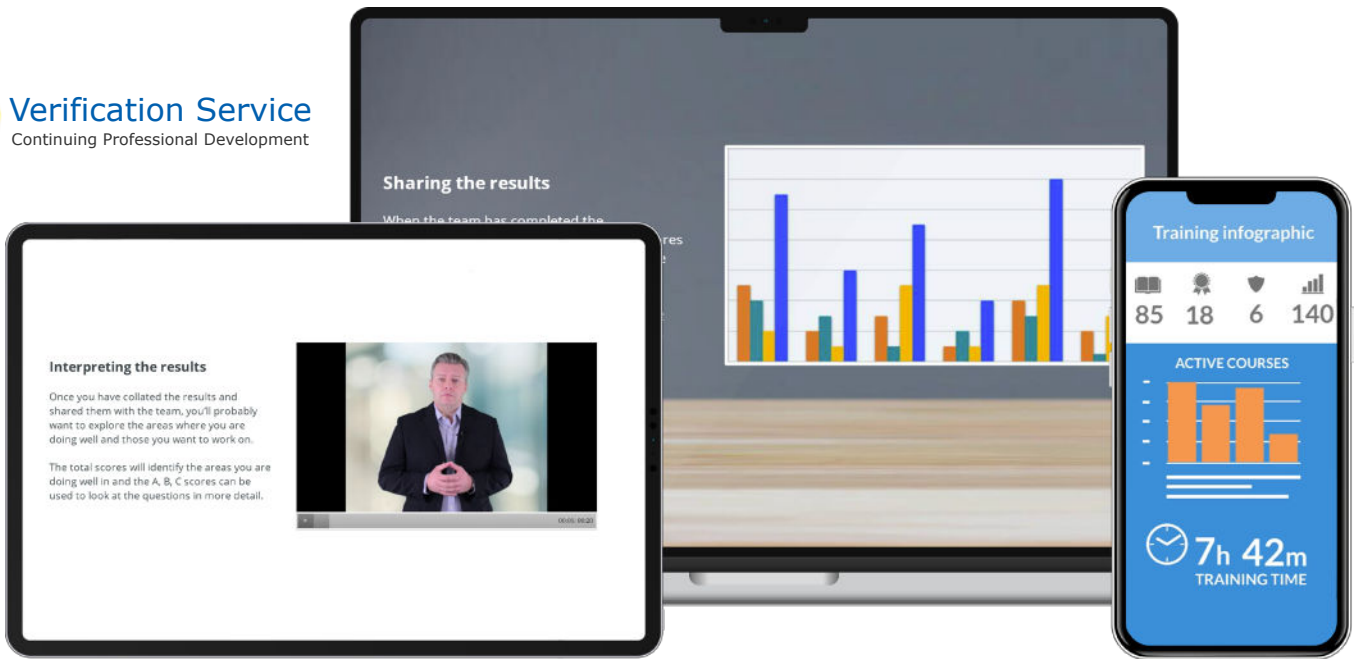 Verification Service
Continuing Professional Development
Sharing the results
When the team has completed the
Interpreting the results
Once you have collated the results and
shared them with the team, you'll probably
want to explore the areas where you are
doing well and those you want to work on.
The total scores will identify the areas you are
doing well in and the A, B, C scores can be
used to look at the questions in more detail.
Training infographic
85 18 6 140
ACTIVE COURSES
7h 42m
TRAINING TIME